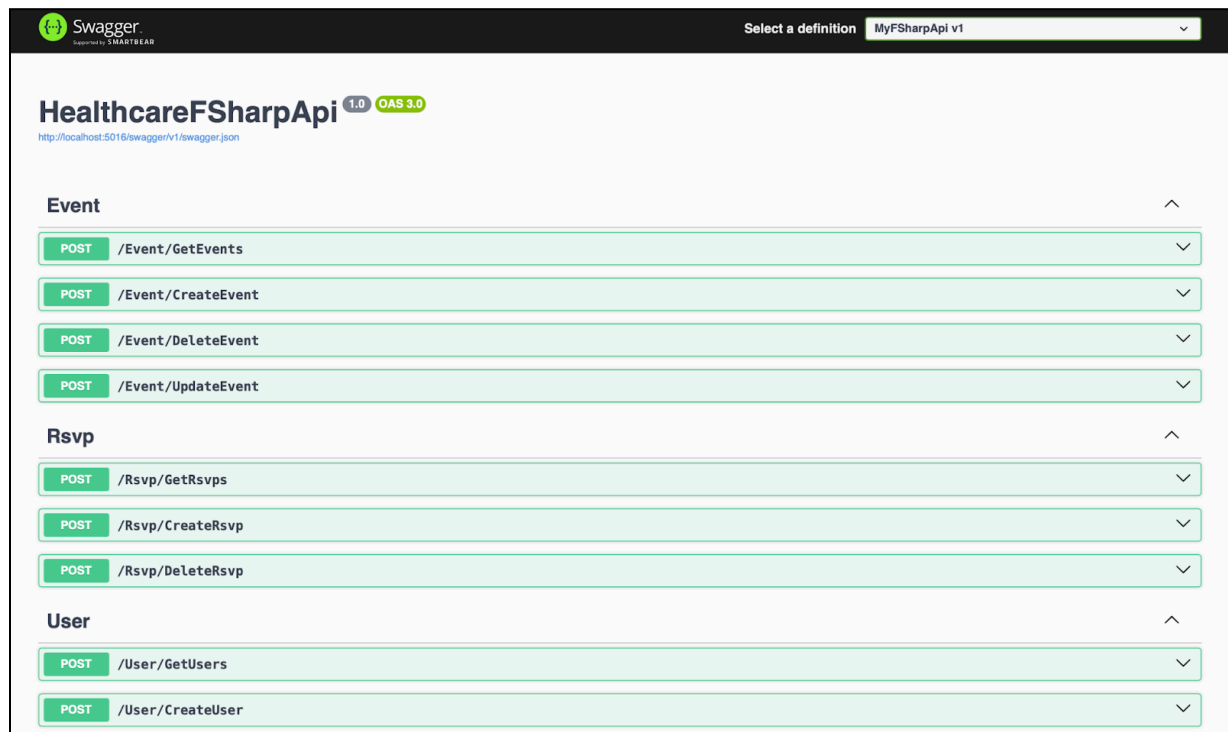 Swagger.
Supported by SMARTBEAR
Select a definition MyFSharpApi v1
HealthcareFSharpApi 1.0 OAS 3.0
http://localhost:5016/swagger/v1/swagger.json
Event
POST /Event/GetEvents
POST /Event/CreateEvent
POST /Event/DeleteEvent
POST /Event/UpdateEvent
Rsvp
POST /Rsvp/GetRsvps
POST /Rsvp/CreateRsvp
POST /Rsvp/DeleteRsvp
User
POST /User/GetUsers
POST /User/CreateUser